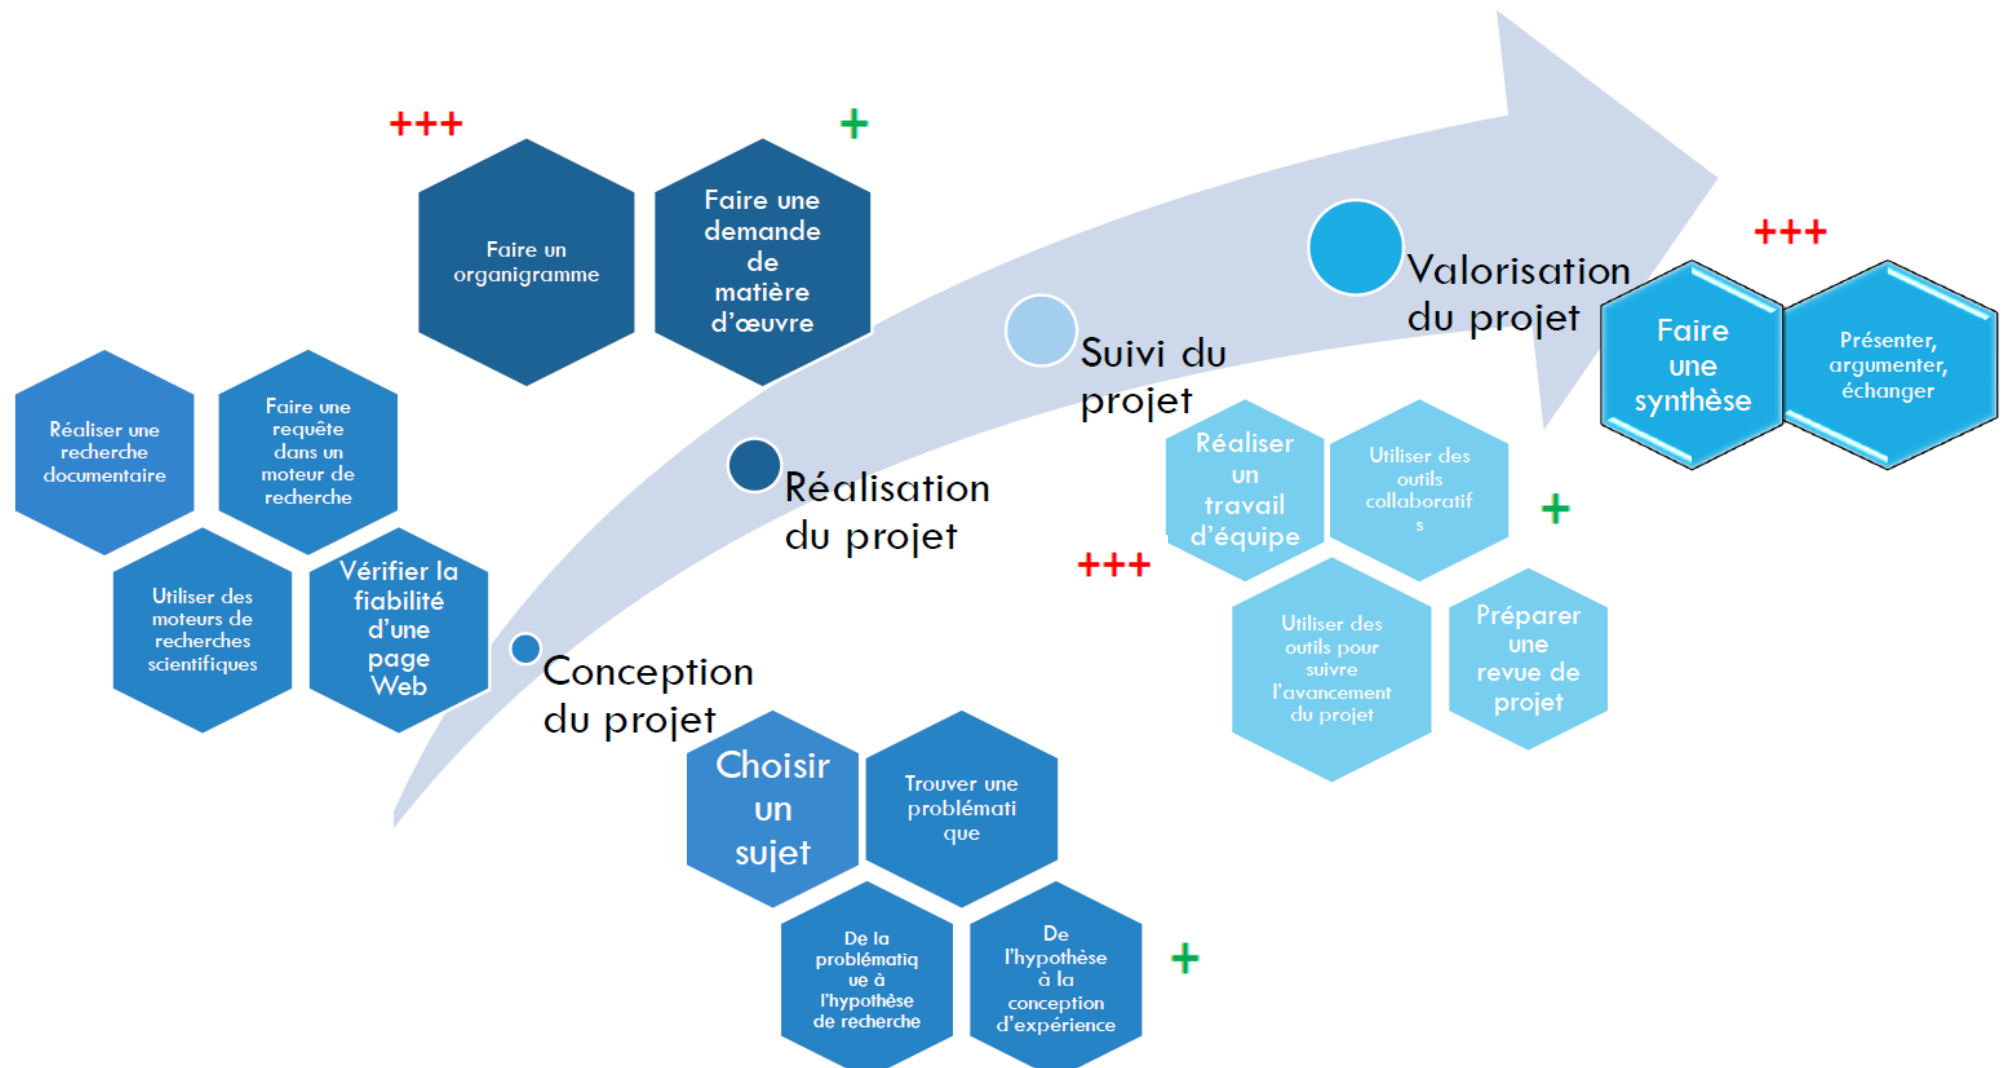 +++
+
Faire un
organigramme
Faire une
demande
de
matière
d'œuvre
Réaliser une
recherche
documentaire
Faire une
requête
dans un
moteur de
recherche
Utiliser des
moteurs de
recherches
scientifiques
Vérifier la
fiabilité
d'une
page
Web
Conception
du projet
Choisir
un
sujet
Trouver une
problémati
que
De la
problématiq
ue à
l'hypothèse
de recherche
De
l'hypothèse
à la
conception
d'expérience
+
Réalisation
du projet
Suivi du
projet
Réaliser
un
travail
d'équipe
Utiliser des
outils
collaboratif
s
+
+++
Utiliser des
outils pour
suivre
l'avancement
du projet
Préparer
une
revue de
projet
Valorisation
du projet
+++
Faire
une
synthèse
Présenter,
argumenter,
échanger